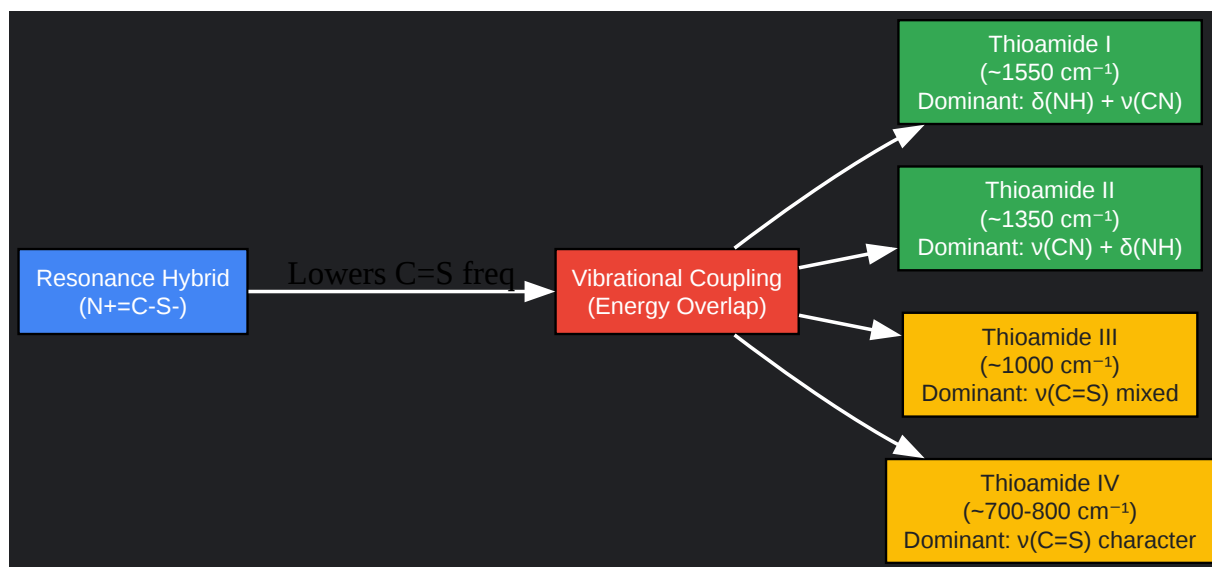 Resonance Hybrid
(N+=C-S-)
Lowers C=S freq
Vibrational Coupling
(Energy Overlap)
Thioamide I
(~1550 cm⁻¹)
Dominant: δ(NH) + ν(CN)
Thioamide II
(~1350 cm⁻¹)
Dominant: ν(CN) + δ(NH)
Thioamide III
(~1000 cm⁻¹)
Dominant: ν(C=S) mixed
Thioamide IV
(~700-800 cm⁻¹)
Dominant: ν(C=S) character